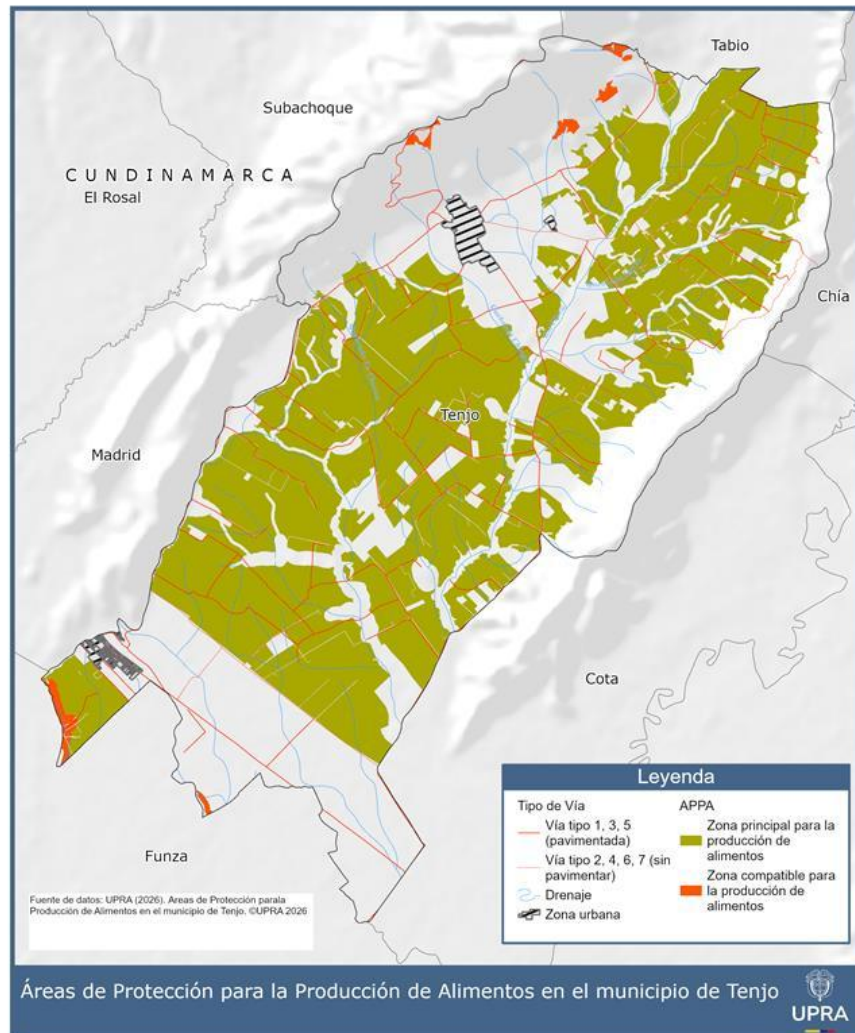 Tabio
Subachoque
CUNDINAMARCA
El Rosal
Chía
Tenjo
Madrid
Cota
Funza
Leyenda
Tipo de Vía
Vía tipo 1, 3, 5
(pavimentada)
Vía tipo 2, 4, 6, 7 (sin
pavimentar)
Drenaje
Zona urbana
APPA
Zona principal para la
producción de
alimentos
Zona compatible para
la producción de
alimentos
Fuente de datos: UPRA (2026). Areas de Protección parala
Producción de Alimentos en el municipio de Tenjo. ©UPRA 2026
Áreas de Protección para la Producción de Alimentos en el municipio de Tenjo
UPRA